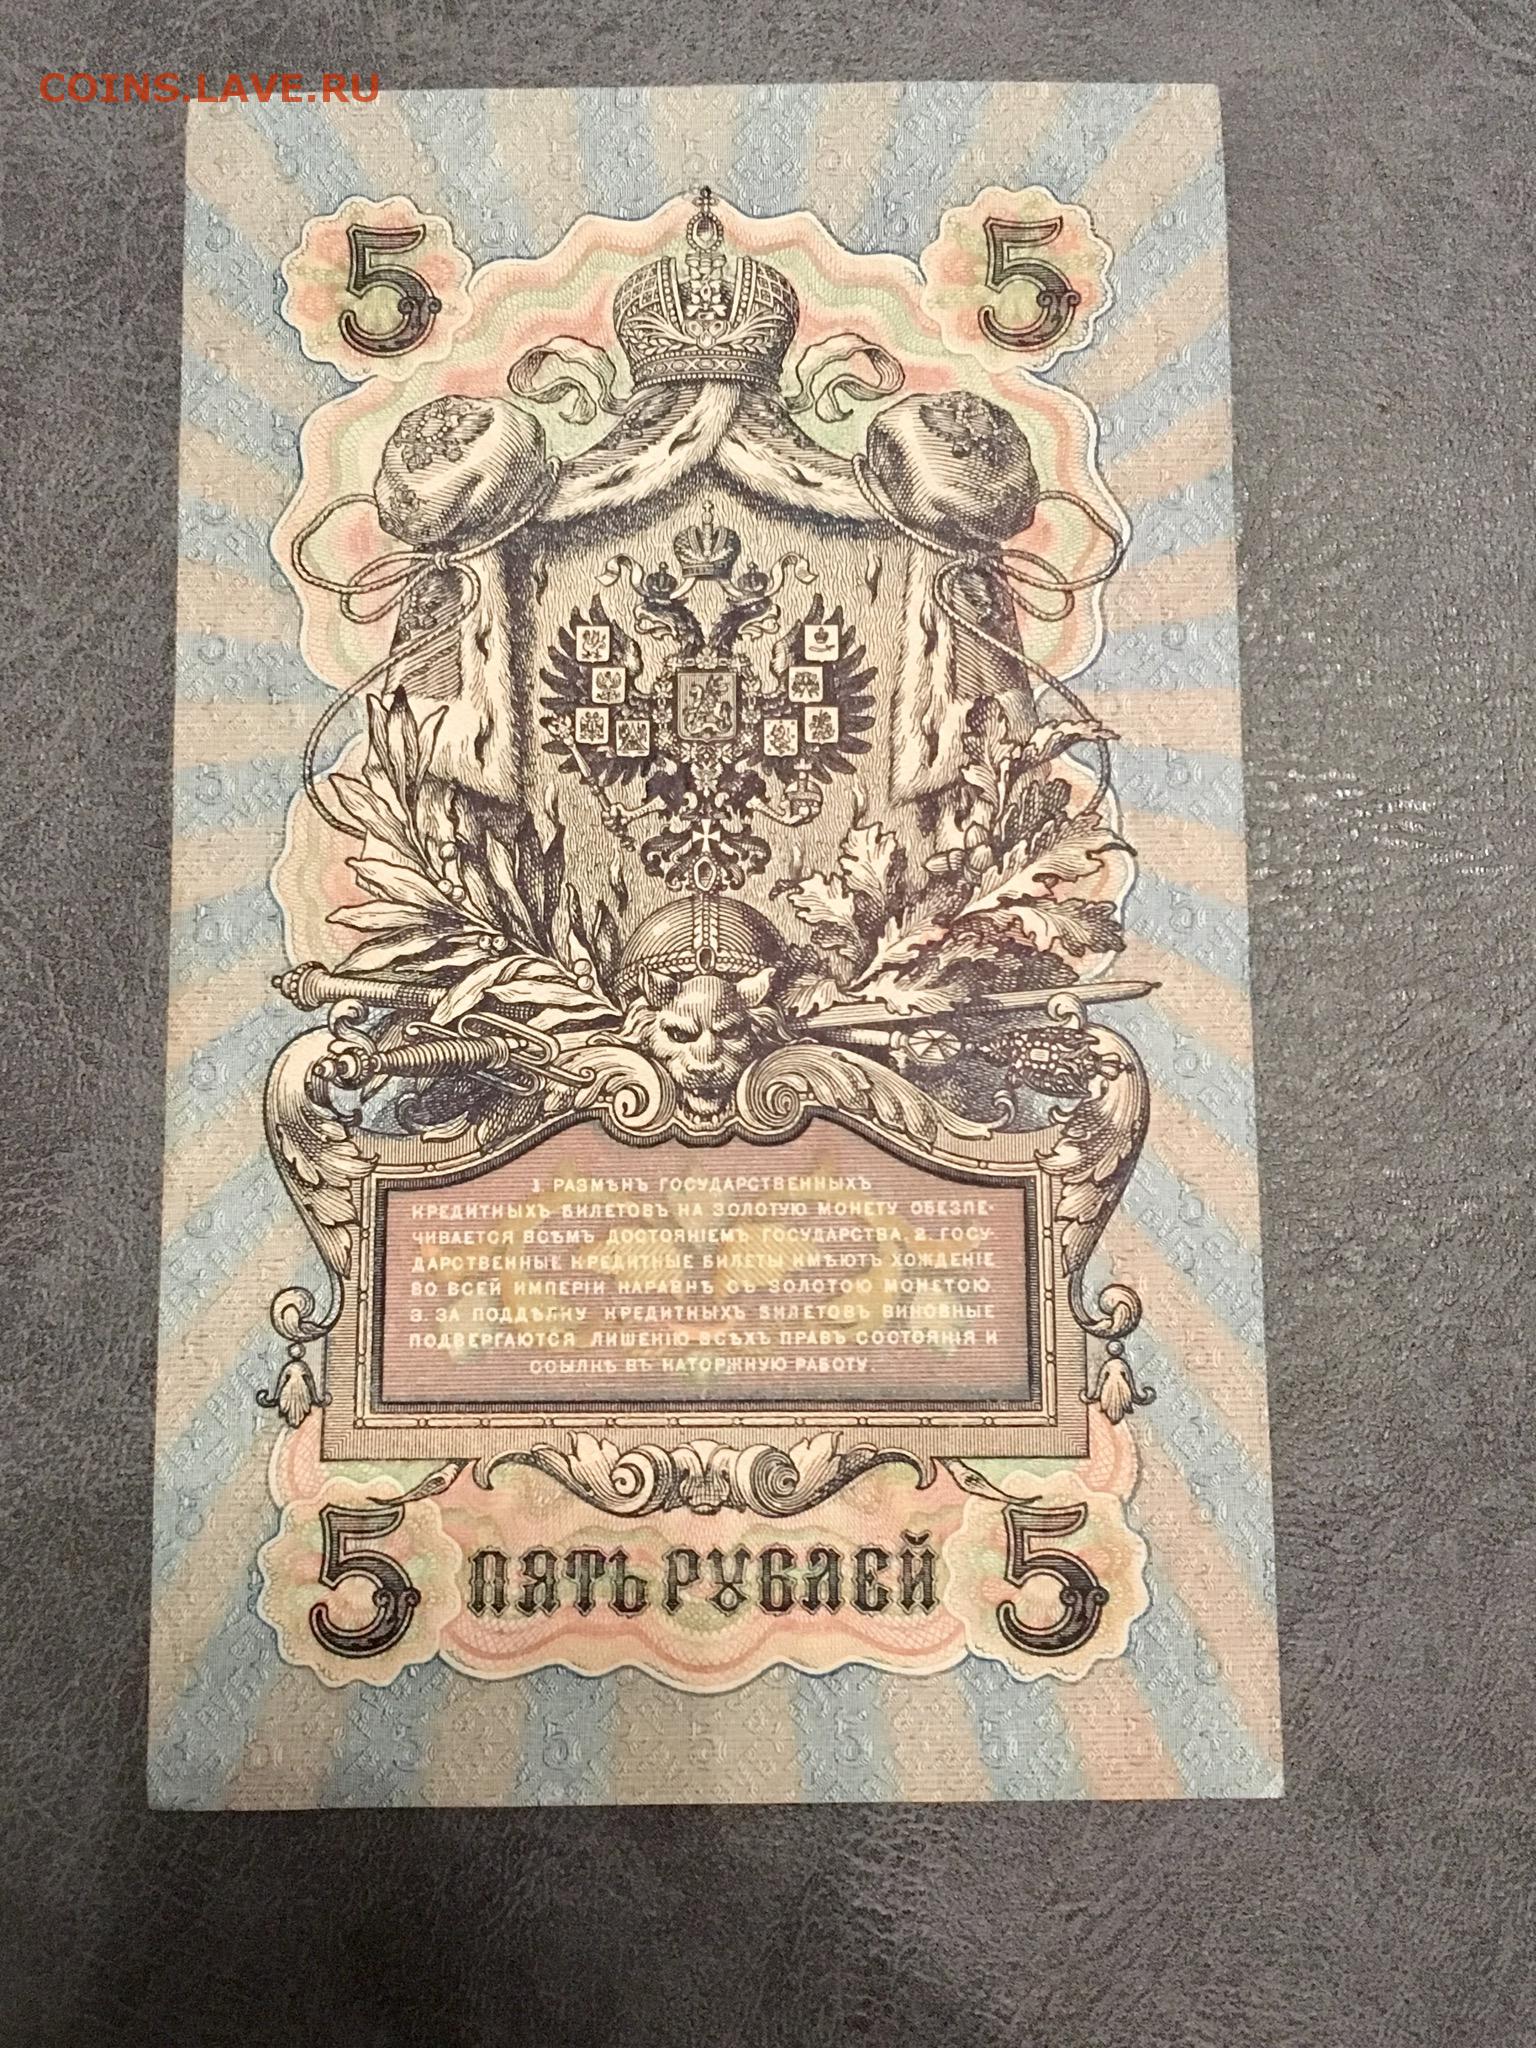 COINS.LAVE.RU
5 5
1. РАЗМѢНЪ ГОСУДАРСТВЕННЫХЪ
КРЕДИТНЫХЪ БИЛЕТОВЪ НА ЗОЛОТУЮ МОНЕТУ ОБЕЗПЕ-
ЧИВАЕТСЯ ВСѢМЪ ДОСТОЯНІЕМЪ ГОСУДАРСТВА. 2. ГОСУ-
ДАРСТВЕННЫЕ КРЕДИТНЫЕ БИЛЕТЫ ИМѢЮТЪ ХОЖДЕНІЕ
ВО ВСЕЙ ИМПЕРІИ НАРАВНѢ СЪ ЗОЛОТОЮ МОНЕТОЮ.
3. ЗА ПОДДѢЛКУ КРЕДИТНЫХЪ БИЛЕТОВЪ ВИНОВНЫЕ
ПОДВЕРГАЮТСЯ ЛИШЕНІЮ ВСѢХЪ ПРАВЪ СОСТОЯНІЯ И
ССЫЛКѢ ВЪ КАТОРЖНУЮ РАБОТУ.
5 ПЯТЬ РУБЛЕЙ 5